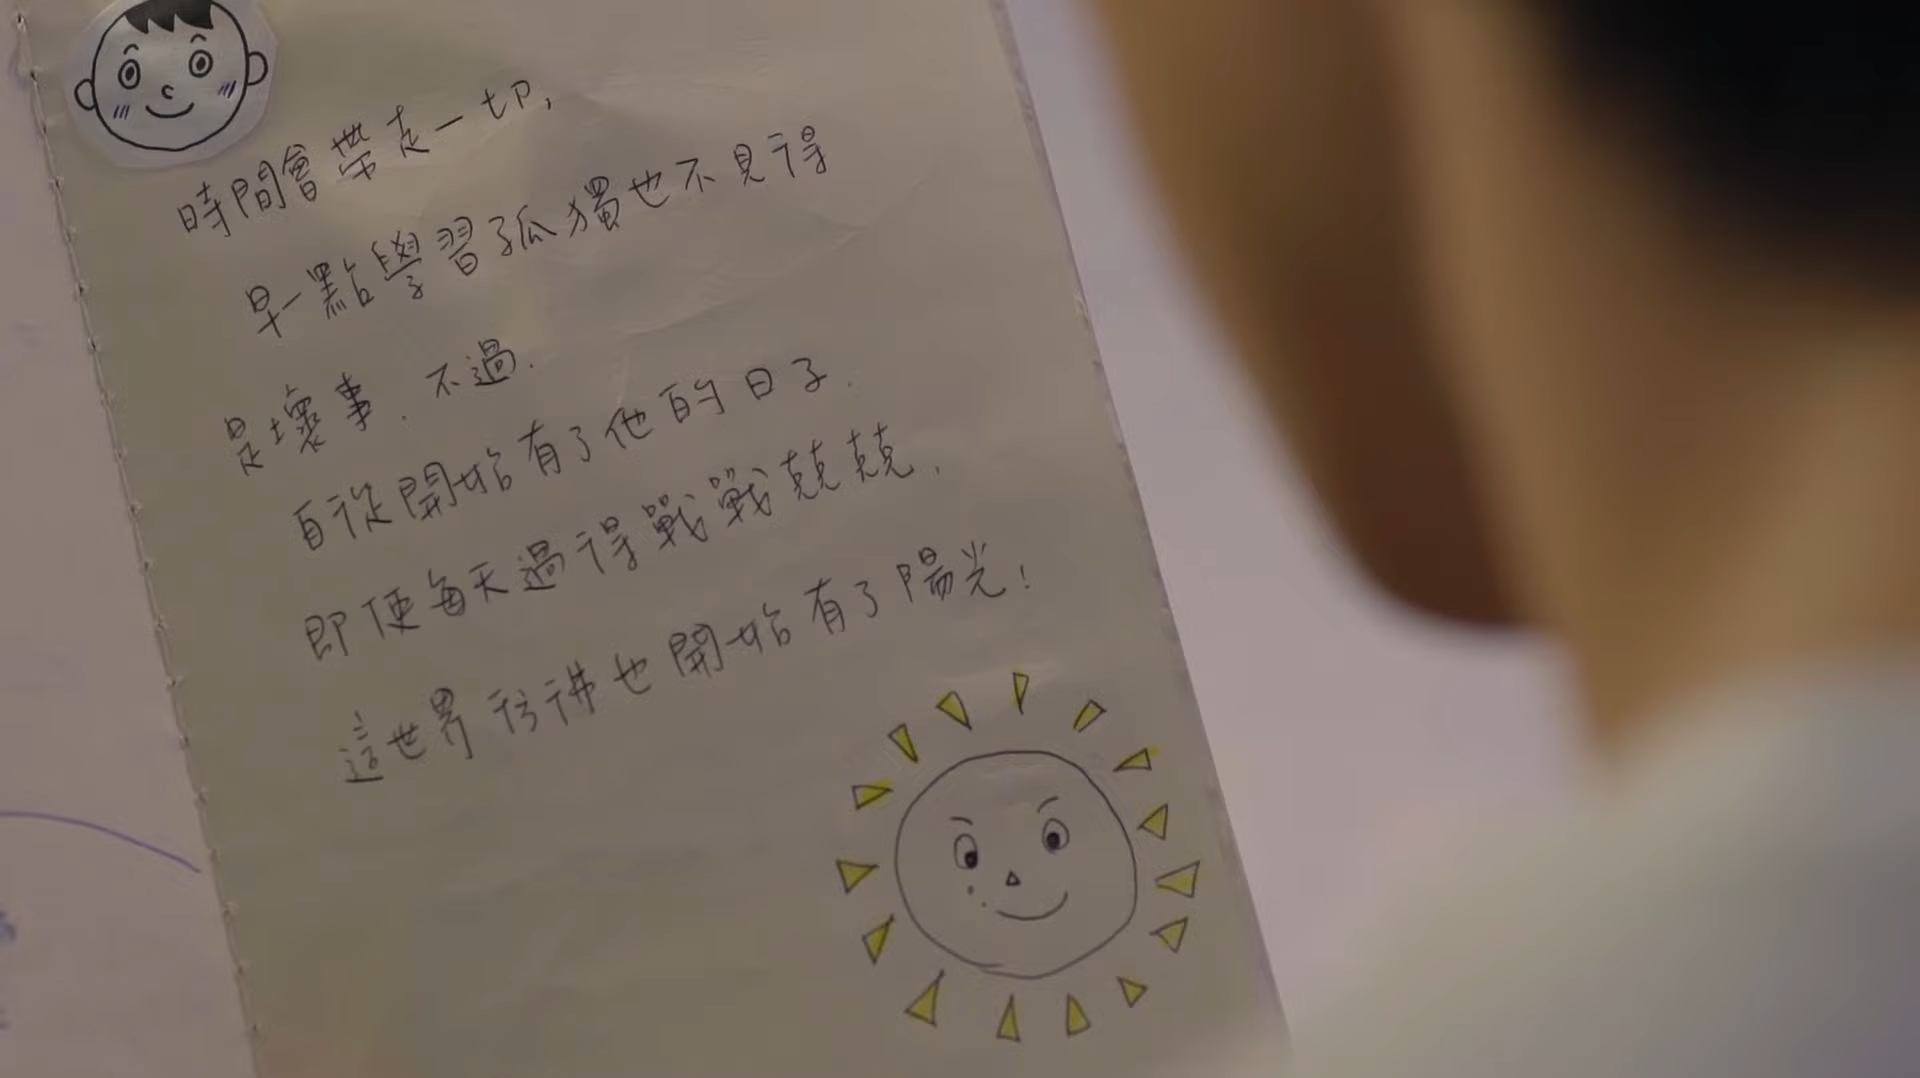 時間會帶走一切,
早一點學習孤獨也不見得
是壞事.不過.
自從開始有了他的日子.
即使每天過得戰戰兢兢.
這世界彷彿也開始有了陽光!